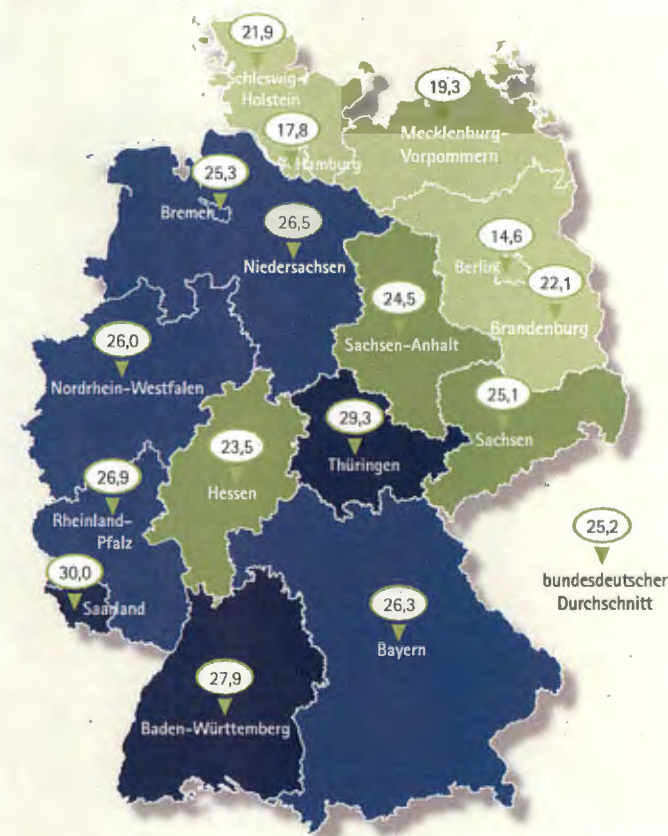 21,9
Schleswig-
Holstein
19,3
Mecklenburg-
Vorpommern
17,8
Hamburg
25,3
Bremen
26,5
Niedersachsen
14,6
Berlin
22,1
Brandenburg
24,5
Sachsen-Anhalt
26,0
Nordrhein-Westfalen
25,1
Sachsen
29,3
Thüringen
23,5
Hessen
26,9
Rheinland-
Pfalz
25,2
bundesdeutscher
Durchschnitt
30,0
Saarland
26,3
Bayern
27,9
Baden-Württemberg